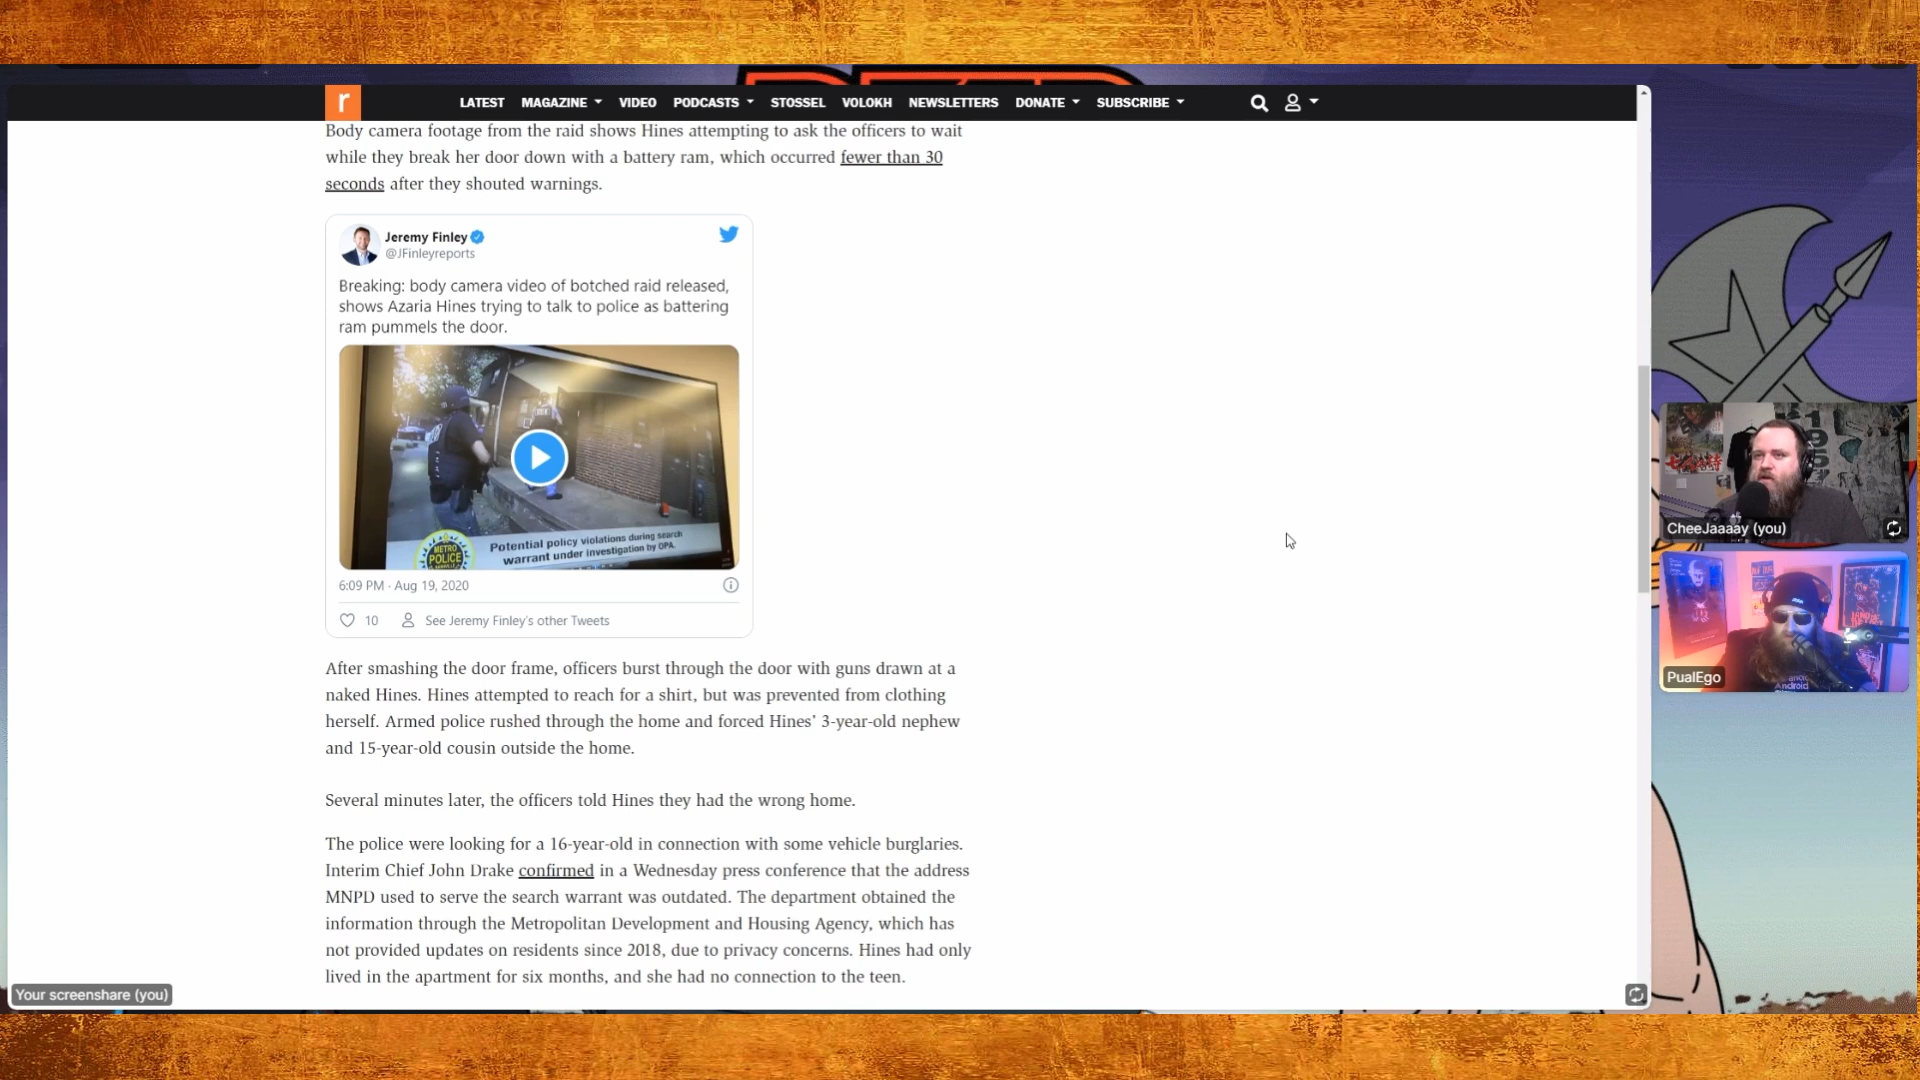 r
LATEST MAGAZINE VIDEO PODCASTS STOSSEL VOLOKH NEWSLETTERS DONATE SUBSCRIBE
Body camera footage from the raid shows Hines attempting to ask the officers to wait
while they break her door down with a battery ram, which occurred fewer than 30
seconds after they shouted warnings.
Jeremy Finley
@JFinleyreports
Breaking: body camera video of botched raid released,
shows Azaria Hines trying to talk to police as battering
ram pummels the door.
METRO
POLICE
Potential policy violations during search
warrant under investigation by OPA.
6:09 PM · Aug 19, 2020
10 See Jeremy Finley's other Tweets
After smashing the door frame, officers burst through the door with guns drawn at a
naked Hines. Hines attempted to reach for a shirt, but was prevented from clothing
herself. Armed police rushed through the home and forced Hines' 3-year-old nephew
and 15-year-old cousin outside the home.
Several minutes later, the officers told Hines they had the wrong home.
The police were looking for a 16-year-old in connection with some vehicle burglaries.
Interim Chief John Drake confirmed in a Wednesday press conference that the address
MNPD used to serve the search warrant was outdated. The department obtained the
information through the Metropolitan Development and Housing Agency, which has
not provided updates on residents since 2018, due to privacy concerns. Hines had only
lived in the apartment for six months, and she had no connection to the teen.
Your screenshare (you)
CheeJaaaay (you)
PualEgo
Android